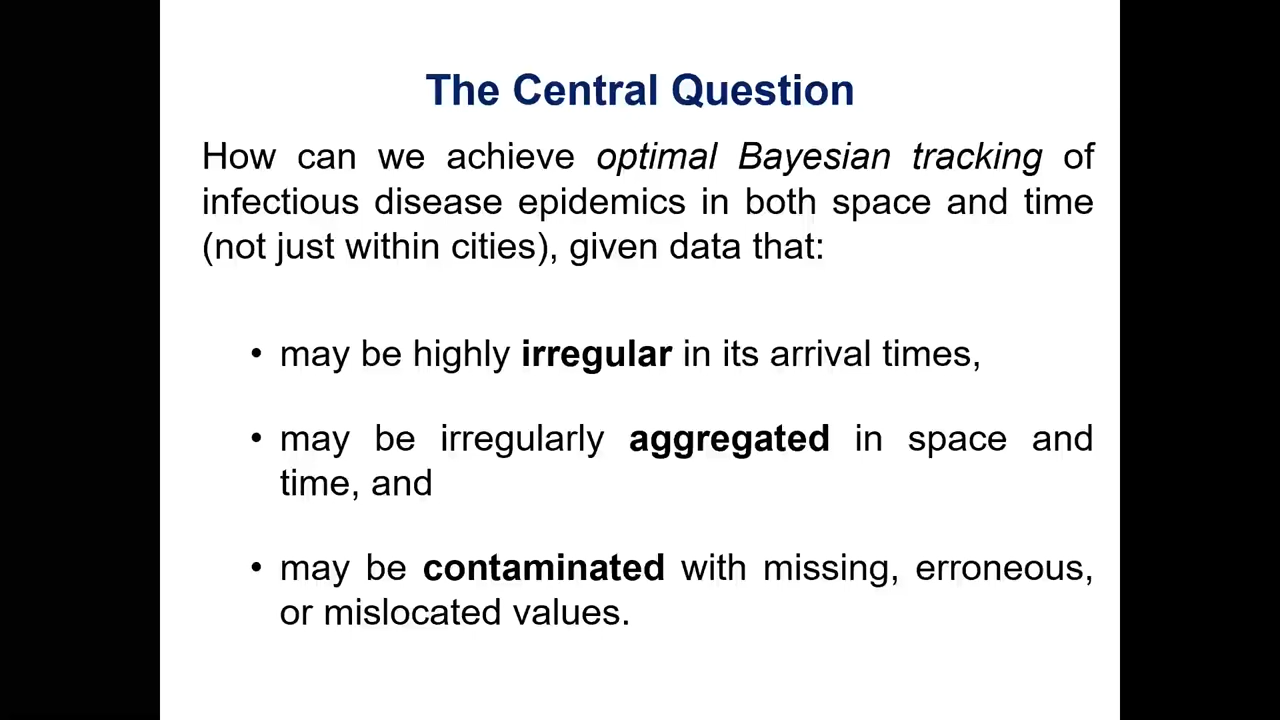 The Central Question
How can we achieve optimal Bayesian tracking of
infectious disease epidemics in both space and time
(not just within cities), given data that:
• may be highly irregular in its arrival times,
• may be irregularly aggregated in space and
time, and
• may be contaminated with missing, erroneous,
or mislocated values.